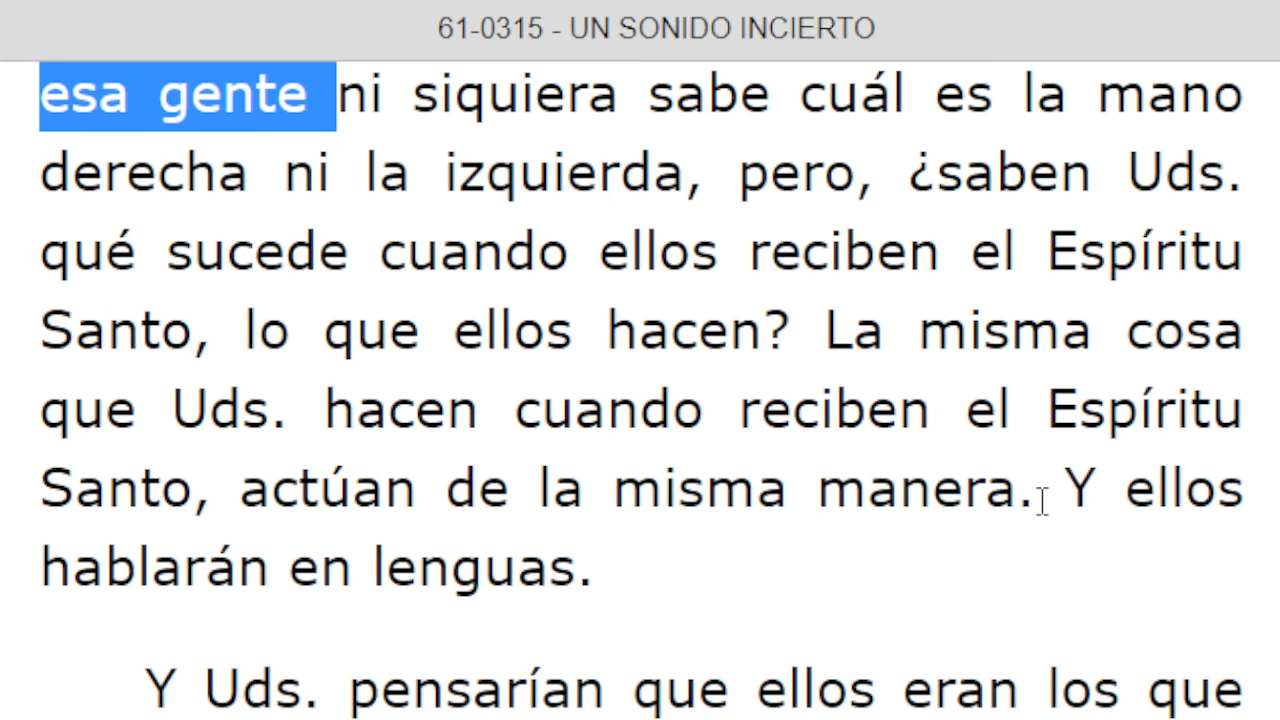 61-0315 - UN SONIDO INCIERTO
esa gente ni siquiera sabe cuál es la mano
derecha ni la izquierda, pero, ¿saben Uds.
qué sucede cuando ellos reciben el Espíritu
Santo, lo que ellos hacen? La misma cosa
que Uds. hacen cuando reciben el Espíritu
Santo, actúan de la misma manera. Y ellos
hablarán en lenguas.
Y Uds. pensarían que ellos eran los que